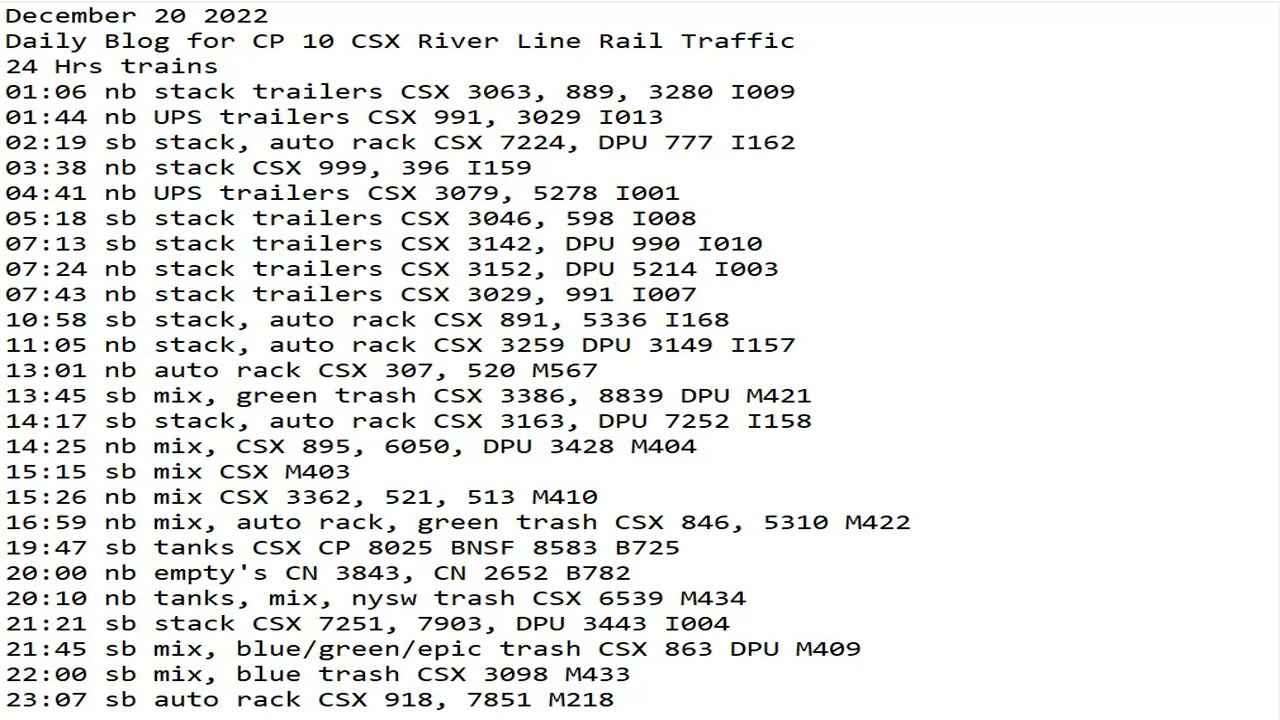 December 20 2022
Daily Blog for CP 10 CSX River Line Rail Traffic
24 Hrs trains
01:06 nb stack trailers CSX 3063, 889, 3280 I009
01:44 nb UPS trailers CSX 991, 3029 I013
02:19 sb stack, auto rack CSX 7224, DPU 777 I162
03:38 nb stack CSX 999, 396 I159
04:41 nb UPS trailers CSX 3079, 5278 I001
05:18 sb stack trailers CSX 3046, 598 I008
07:13 sb stack trailers CSX 3142, DPU 990 I010
07:24 nb stack trailers CSX 3152, DPU 5214 I003
07:43 nb stack trailers CSX 3029, 991 I007
10:58 sb stack, auto rack CSX 891, 5336 I168
11:05 nb stack, auto rack CSX 3259 DPU 3149 I157
13:01 nb auto rack CSX 307, 520 M567
13:45 sb mix, green trash CSX 3386, 8839 DPU M421
14:17 sb stack, auto rack CSX 3163, DPU 7252 I158
14:25 nb mix, CSX 895, 6050, DPU 3428 M404
15:15 sb mix CSX M403
15:26 nb mix CSX 3362, 521, 513 M410
16:59 nb mix, auto rack, green trash CSX 846, 5310 M422
19:47 sb tanks CSX CP 8025 BNSF 8583 B725
20:00 nb empty's CN 3843, CN 2652 B782
20:10 nb tanks, mix, nysw trash CSX 6539 M434
21:21 sb stack CSX 7251, 7903, DPU 3443 I004
21:45 sb mix, blue/green/epic trash CSX 863 DPU M409
22:00 sb mix, blue trash CSX 3098 M433
23:07 sb auto rack CSX 918, 7851 M218